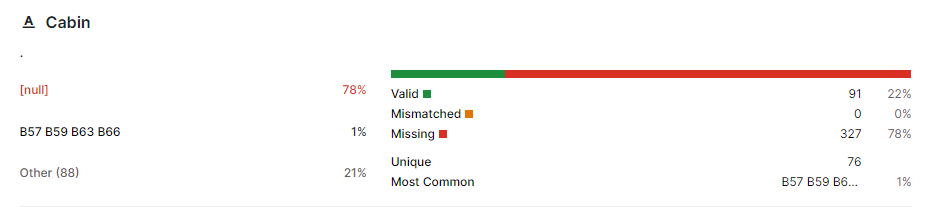 A Cabin
.
[null] 78%
B57 B59 B63 B66 1%
Other (88) 21%
Valid 91 22%
Mismatched 0 0%
Missing 327 78%
Unique 76
Most Common B57 B59 B6... 1%